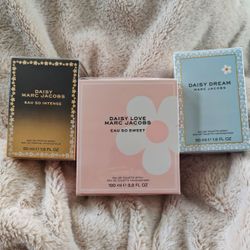 DAISY
MARC JACOBS
EAU SO INTENSE
DAISY LOVE
MARC JACOBS
EAU SO SWEET
100 ml ℮ 3.3 FL OZ
DAISY DREAM
MARC JACOBS